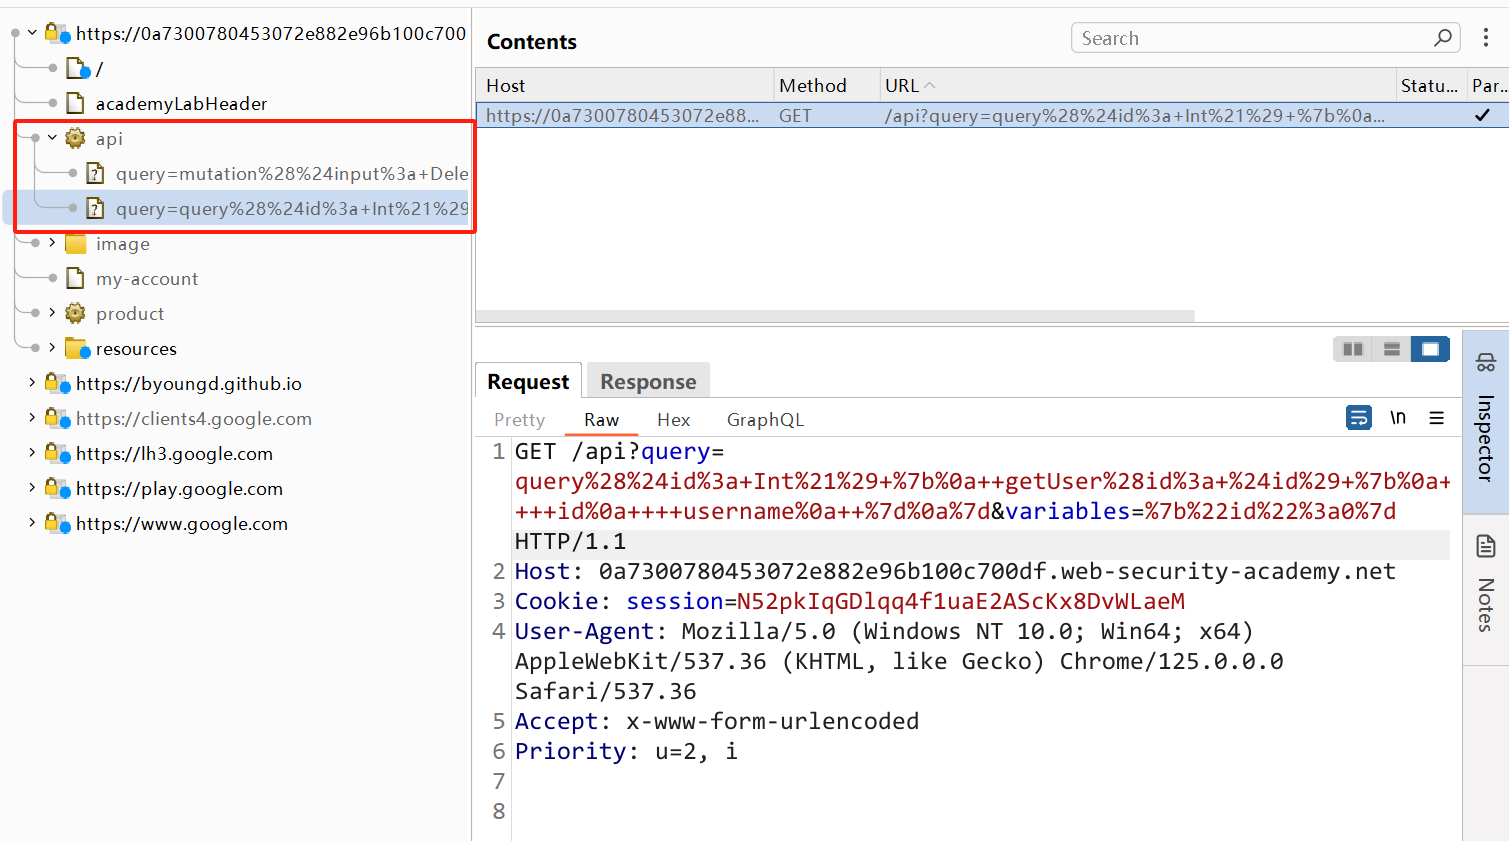 https://0a7300780453072e882e96b100c700
/
academyLabHeader
api
query=mutation%28%24input%3a+Dele
query=query%28%24id%3a+Int%21%29
image
my-account
product
resources
https://byoungd.github.io
https://clients4.google.com
https://lh3.google.com
https://play.google.com
https://www.google.com
Contents
Search
Host Method URL Statu... Par...
https://0a7300780453072e88... GET /api?query=query%28%24id%3a+Int%21%29+%7b%0a...
Request Response
Pretty Raw Hex GraphQL \n
1 GET /api?query=
query%28%24id%3a+Int%21%29+%7b%0a++getUser%28id%3a+%24id%29+%7b%0a+
+++id%0a++++username%0a++%7d%0a%7d&variables=%7b%22id%22%3a0%7d
HTTP/1.1
2 Host: 0a7300780453072e882e96b100c700df.web-security-academy.net
3 Cookie: session=N52pkIqGDlqq4f1uaE2AScKx8DvWLaeM
4 User-Agent: Mozilla/5.0 (Windows NT 10.0; Win64; x64)
AppleWebKit/537.36 (KHTML, like Gecko) Chrome/125.0.0.0
Safari/537.36
5 Accept: x-www-form-urlencoded
6 Priority: u=2, i
7
8
Inspector
Notes